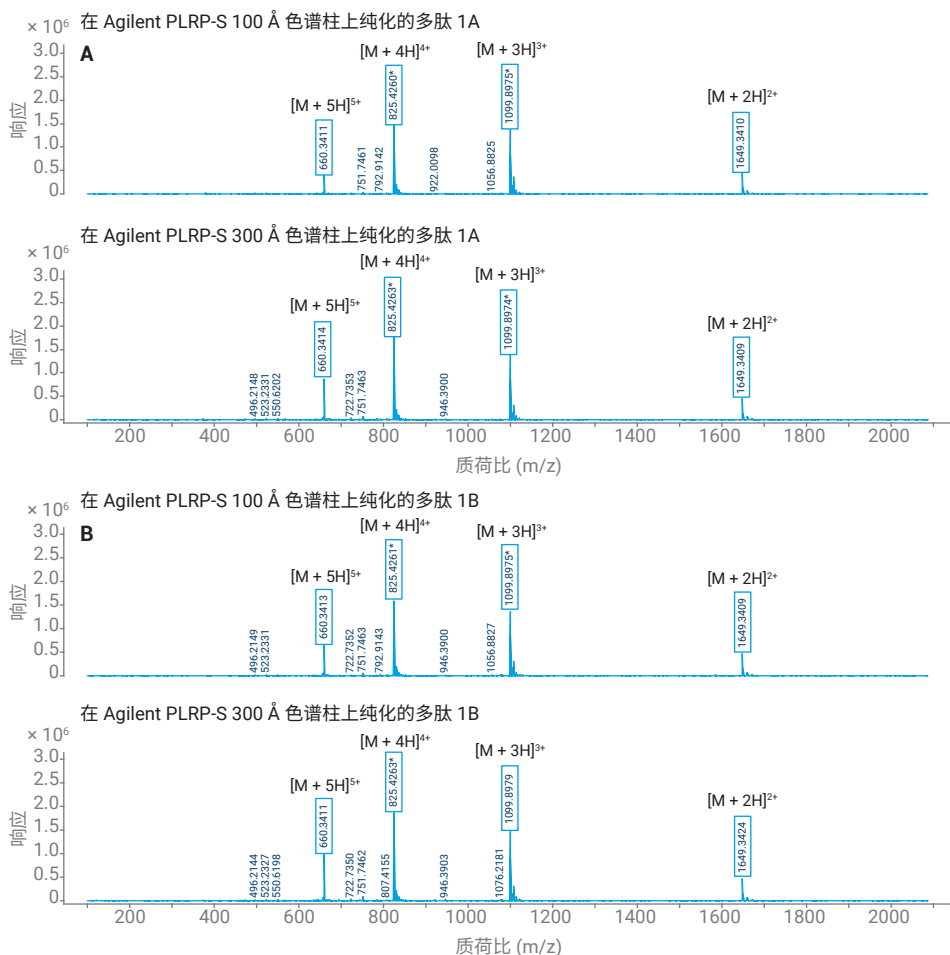 在 Agilent PLRP-S 100 Å 色谱柱上纯化的多肽 1A
× 10⁶
A
响应
3.0
2.5
2.0
1.5
1.0
0.5
0
[M + 5H]⁵⁺
[M + 4H]⁴⁺
[M + 3H]³⁺
[M + 2H]²⁺
660.3411
751.7461
792.9142
825.4260*
922.0098
1056.8825
1099.8975*
1649.3410
在 Agilent PLRP-S 300 Å 色谱柱上纯化的多肽 1A
× 10⁶
响应
3.0
2.5
2.0
1.5
1.0
0.5
0
[M + 5H]⁵⁺
[M + 4H]⁴⁺
[M + 3H]³⁺
[M + 2H]²⁺
496.2148
523.2331
550.6202
660.3414
722.7353
751.7463
825.4263*
946.3900
1099.8974*
1649.3409
200 400 600 800 1000 1200 1400 1600 1800 2000
质荷比 (m/z)
在 Agilent PLRP-S 100 Å 色谱柱上纯化的多肽 1B
× 10⁶
B
响应
3.0
2.5
2.0
1.5
1.0
0.5
0
[M + 5H]⁵⁺
[M + 4H]⁴⁺
[M + 3H]³⁺
[M + 2H]²⁺
496.2149
523.2331
660.3413
722.7352
751.7463
792.9143
825.4261*
946.3900
1056.8827
1099.8975*
1649.3409
在 Agilent PLRP-S 300 Å 色谱柱上纯化的多肽 1B
× 10⁶
响应
3.0
2.5
2.0
1.5
1.0
0.5
0
[M + 5H]⁵⁺
[M + 4H]⁴⁺
[M + 3H]³⁺
[M + 2H]²⁺
496.2144
523.2327
550.6198
660.3411
722.7350
751.7462
807.4155
825.4263*
946.3903
1076.2181
1099.8979
1649.3424
200 400 600 800 1000 1200 1400 1600 1800 2000
质荷比 (m/z)